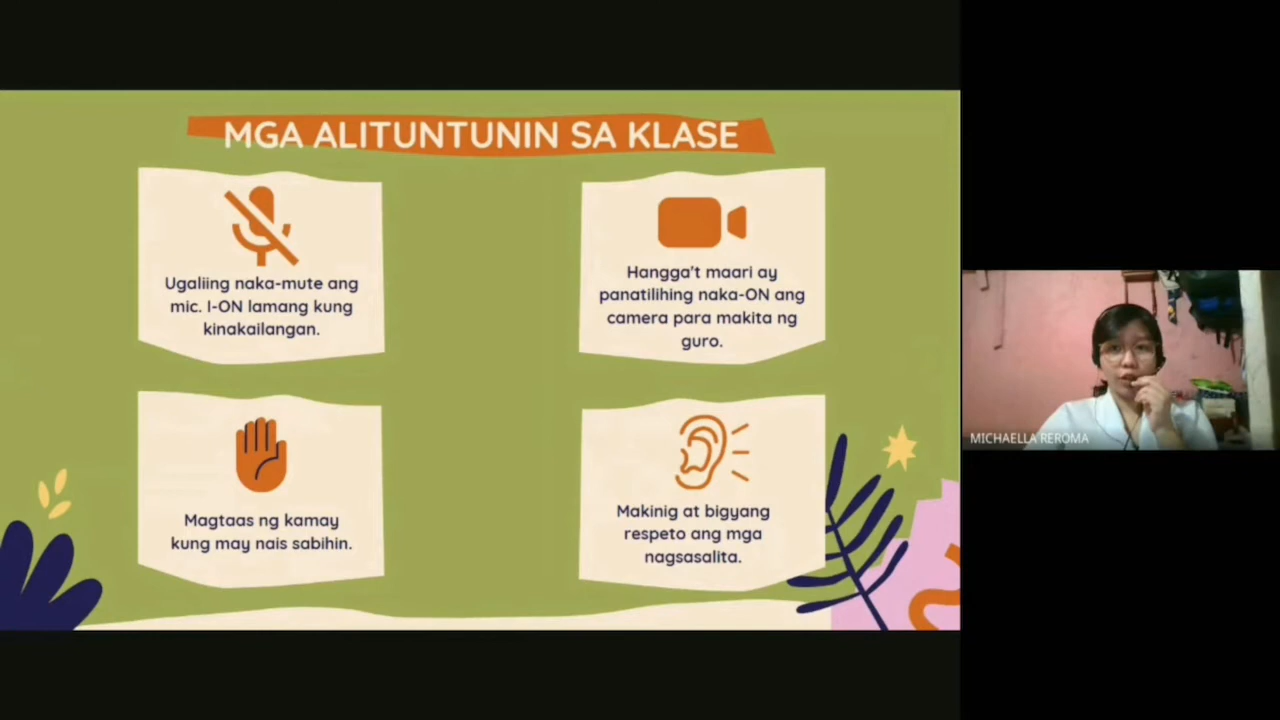 MGA ALITUNTUNIN SA KLASE
Ugaliing naka-mute ang
mic. I-ON lamang kung
kinakailangan.
Hangga't maari ay
panatilihing naka-ON ang
camera para makita ng
guro.
Magtaas ng kamay
kung may nais sabihin.
Makinig at bigyang
respeto ang mga
nagsasalita.
MICHAELLA REROMA